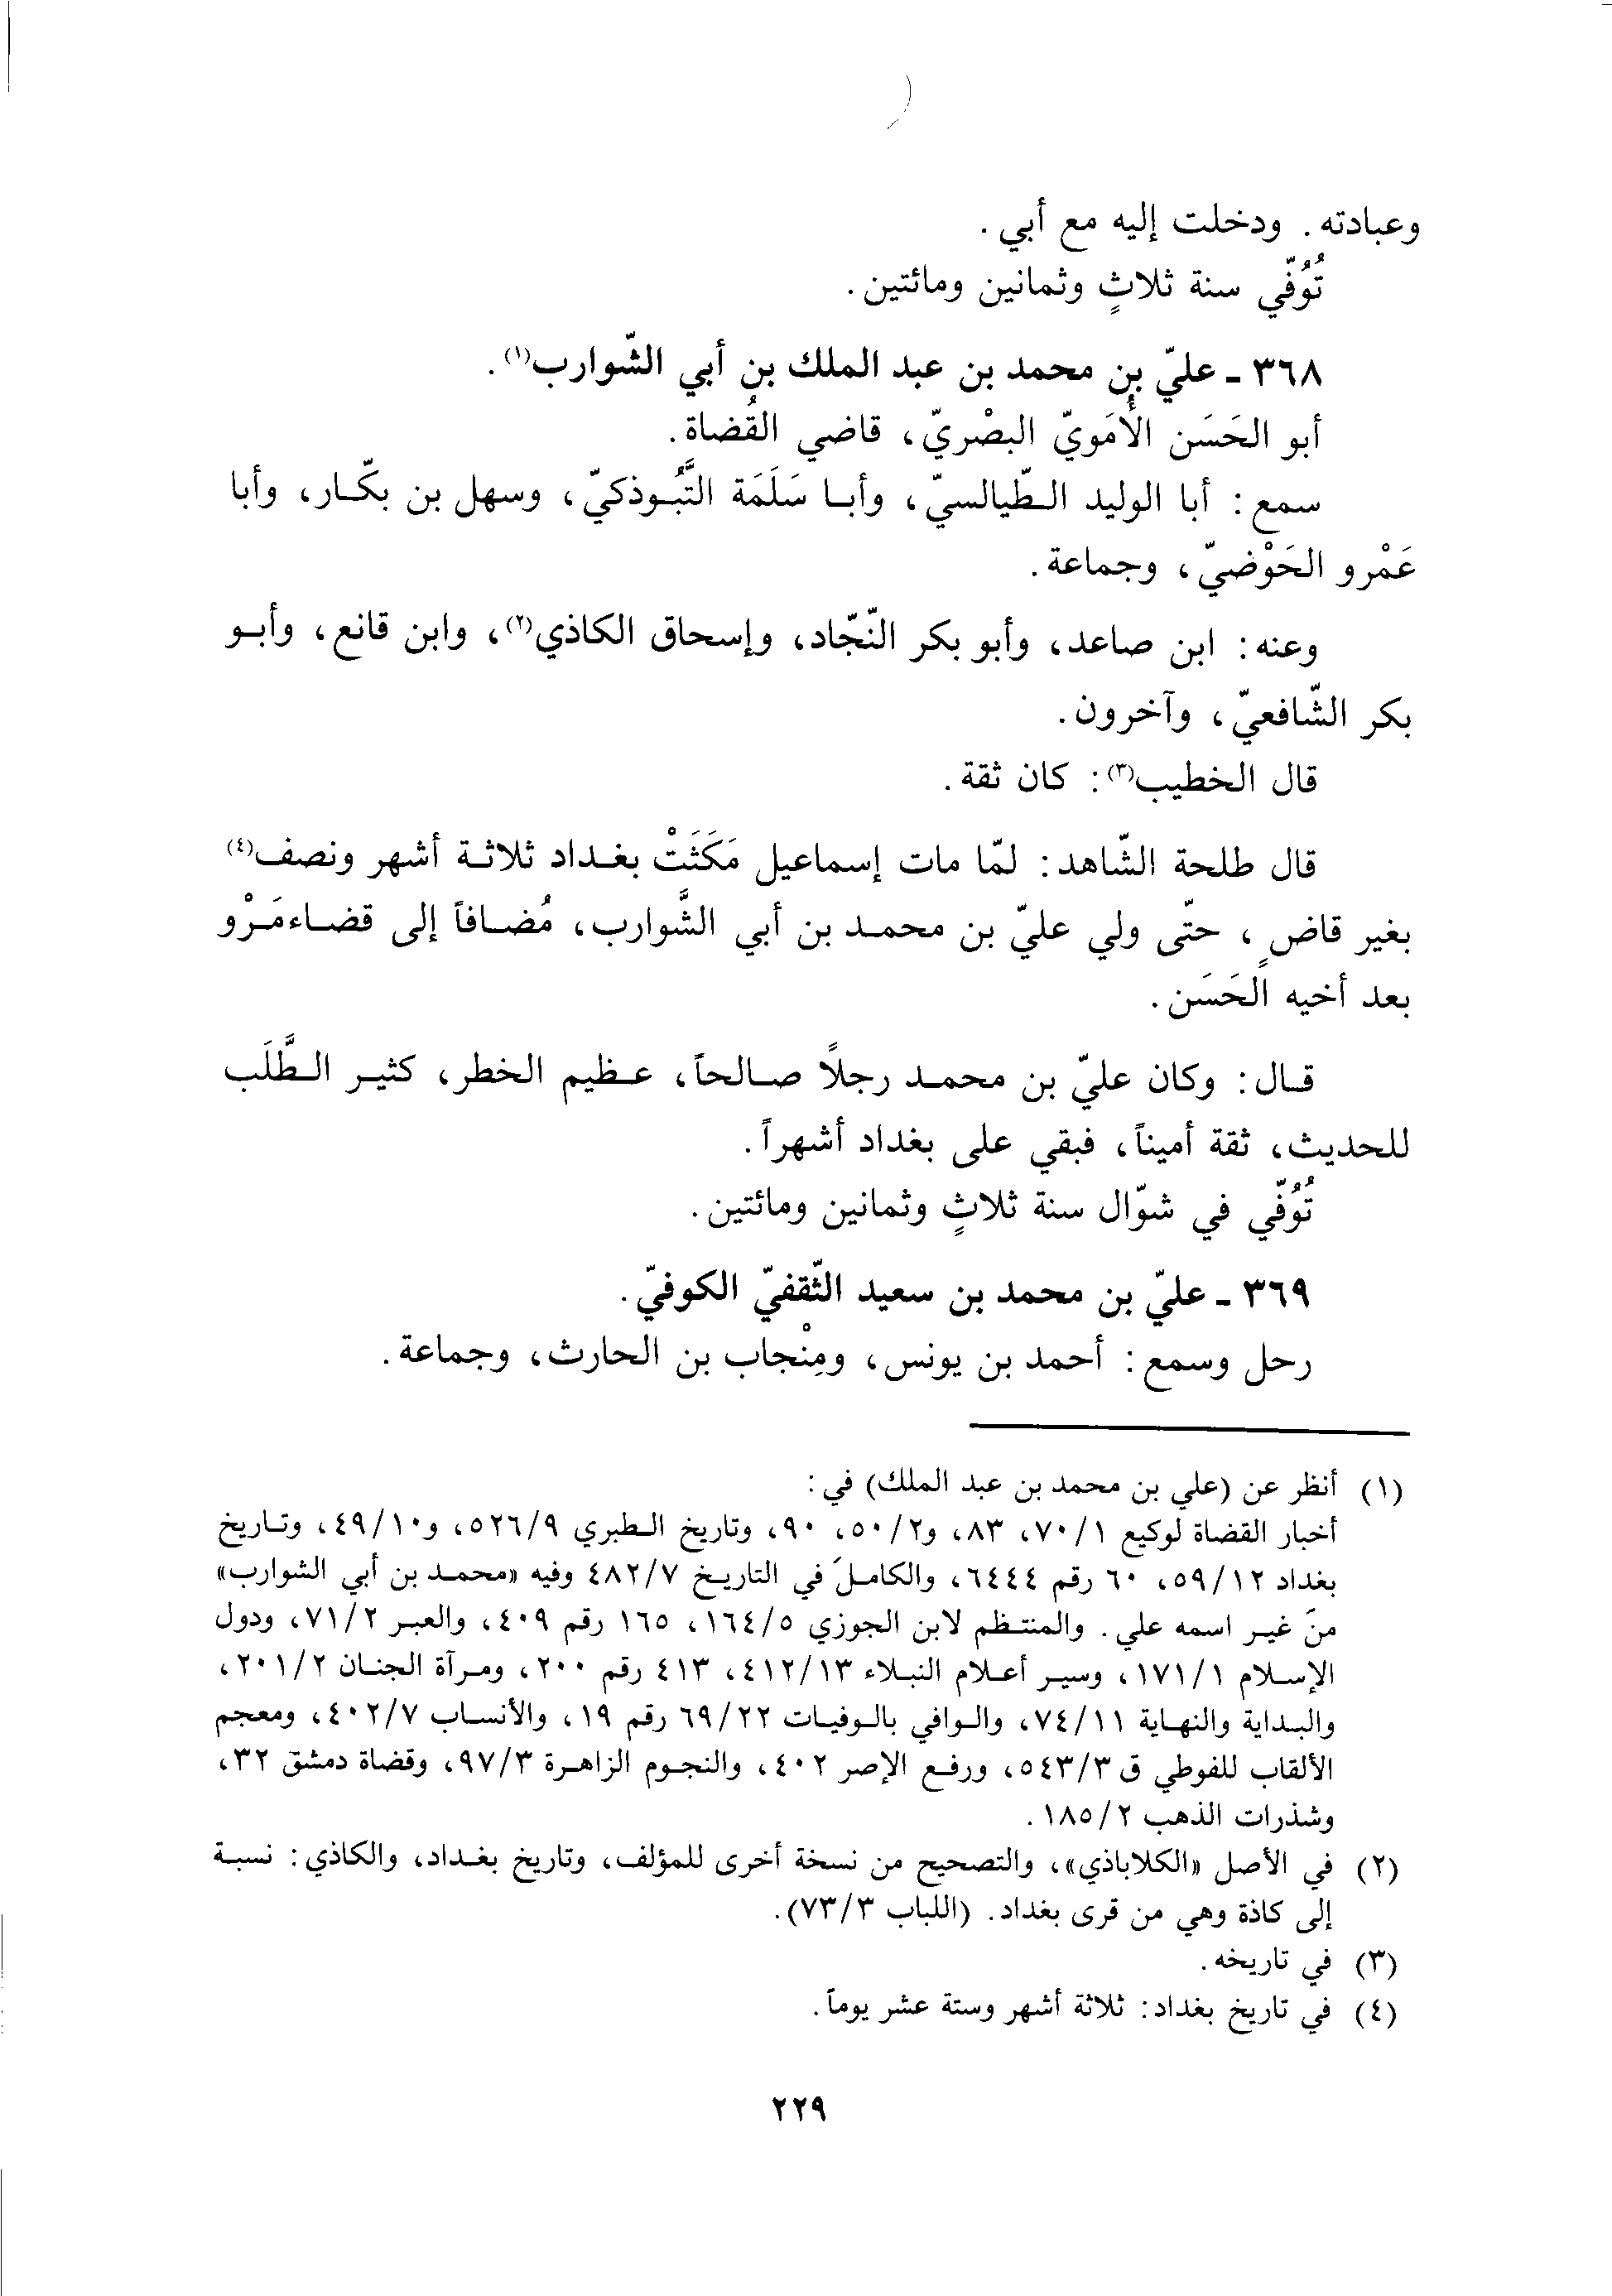 وعبادته. ودخلت إليه مع أبي.
تُوُفّي سنة ثلاثٍ وثمانين ومائتين.
٣٦٨ ـ عليّ بن محمد بن عبد الملك بن أبي الشّوارب(١).
أبو الحَسَن الأُمَويّ البصْريّ، قاضي القُضاة.
سمع: أبا الوليد الطّيالسيّ، وأبا سَلَمَة التَّبُوذكيّ، وسهل بن بكّار، وأبا
عَمْرو الحَوْضيّ، وجماعة.
وعنه: ابن صاعد، وأبو بكر النّجّاد، وإسحاق الكاذي(٢)، وابن قانع، وأبو
بكر الشّافعيّ، وآخرون.
قال الخطيب(٣): كان ثقة.
قال طلحة الشّاهد: لمّا مات إسماعيل مَكَثَتْ بغداد ثلاثة أشهر ونصف(٤)
بغير قاضٍ، حتّى ولي عليّ بن محمد بن أبي الشَّوارب، مُضافاً إلى قضاء مَرْو
بعد أخيه الحَسَن.
قال: وكان عليّ بن محمد رجلاً صالحاً، عظيم الخطر، كثير الطَّلَب
للحديث، ثقة أميناً، فبقي على بغداد أشهراً.
تُوُفّي في شوّال سنة ثلاثٍ وثمانين ومائتين.
٣٦٩ ـ عليّ بن محمد بن سعيد الثّقفيّ الكوفيّ.
رحل وسمع: أحمد بن يونس، ومِنْجاب بن الحارث، وجماعة.
(١) أنظر عن (علي بن محمد بن عبد الملك) في:
أخبار القضاة لوكيع ٧٠/١، ٨٣، و٥٠/٢، ٩٠، وتاريخ الطبري ٥٢٦/٩، و٤٩/١٠، وتاريخ
بغداد ٥٩/١٢، ٦٠ رقم ٦٤٤٤، والكامل في التاريخ ٤٨٢/٧ وفيه «محمد بن أبي الشوارب»
من غير اسمه علي. والمنتظم لابن الجوزي ١٦٤/٥، ١٦٥ رقم ٤٠٩، والعبر ٧١/٢، ودول
الإسلام ١٧١/١، وسير أعلام النبلاء ٤١٢/١٣، ٤١٣ رقم ٢٠٠، ومرآة الجنان ٢٠١/٢،
والبداية والنهاية ٧٤/١١، والوافي بالوفيات ٦٩/٢٢ رقم ١٩، والأنساب ٤٠٢/٧، ومعجم
الألقاب للفوطي ق ٥٤٣/٣، ورفع الإصر ٤٠٢، والنجوم الزاهرة ٩٧/٣، وقضاة دمشق ٣٢،
وشذرات الذهب ١٨٥/٢.
(٢) في الأصل «الكلاباذي»، والتصحيح من نسخة أخرى للمؤلف، وتاريخ بغداد، والكاذي: نسبة
إلى كاذة وهي من قرى بغداد. (اللباب ٧٣/٣).
(٣) في تاريخه.
(٤) في تاريخ بغداد: ثلاثة أشهر وستة عشر يوماً.
٢٢٩